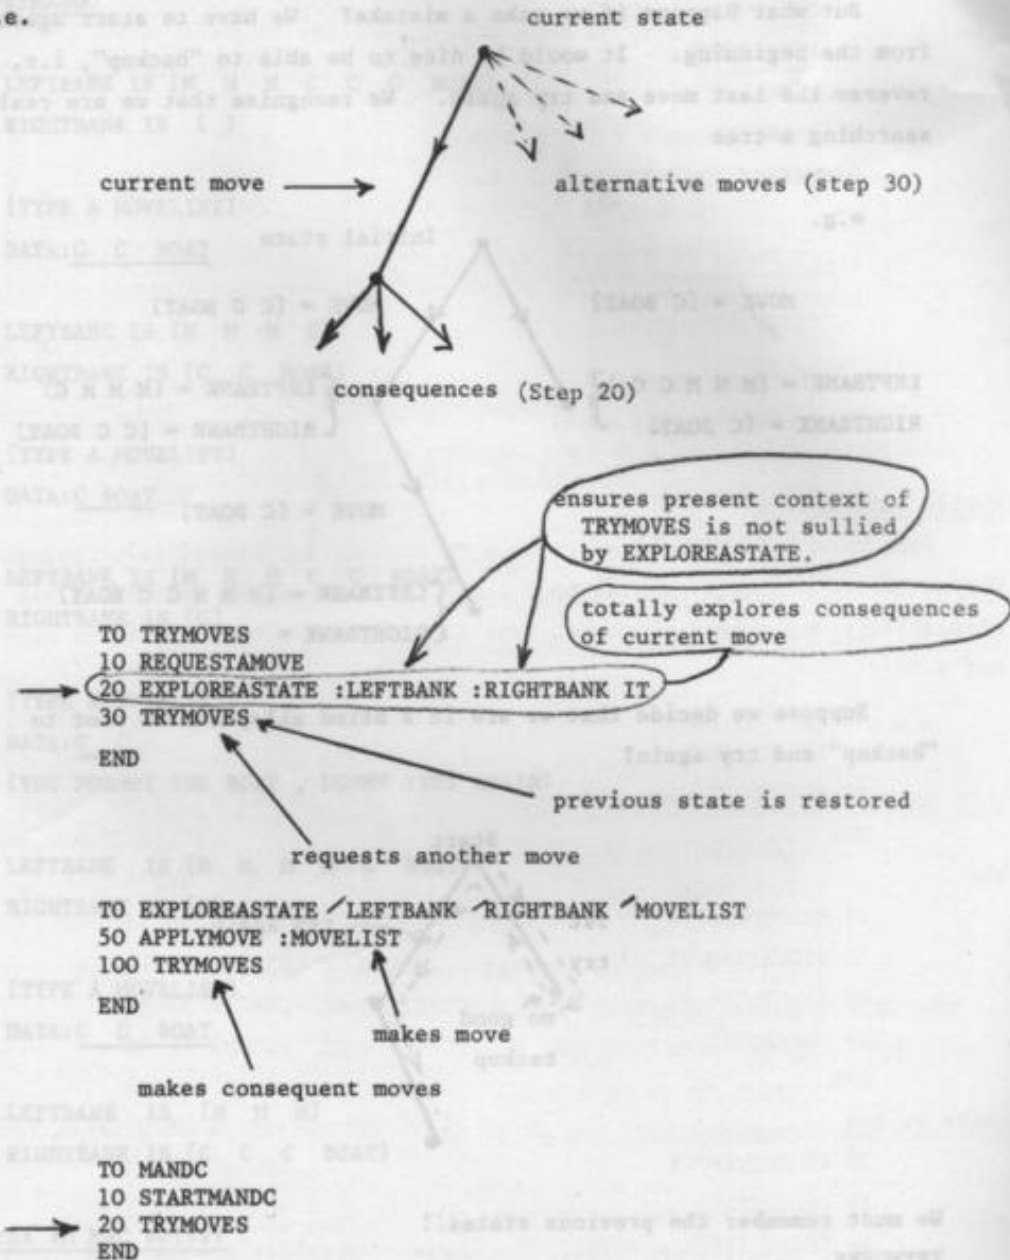 e.
current state
current move
alternative moves (step 30)
consequences (Step 20)
ensures present context of
TRYMOVES is not sullied
by EXPLOREASTATE.
totally explores consequences
of current move
TO TRYMOVES
10 REQUESTAMOVE
20 EXPLOREASTATE :LEFTBANK :RIGHTBANK IT
30 TRYMOVES
END
previous state is restored
requests another move
TO EXPLOREASTATE ⁄LEFTBANK ⁄RIGHTBANK ⁄MOVELIST
50 APPLYMOVE :MOVELIST
100 TRYMOVES
END
makes move
makes consequent moves
TO MANDC
10 STARTMANDC
20 TRYMOVES
END